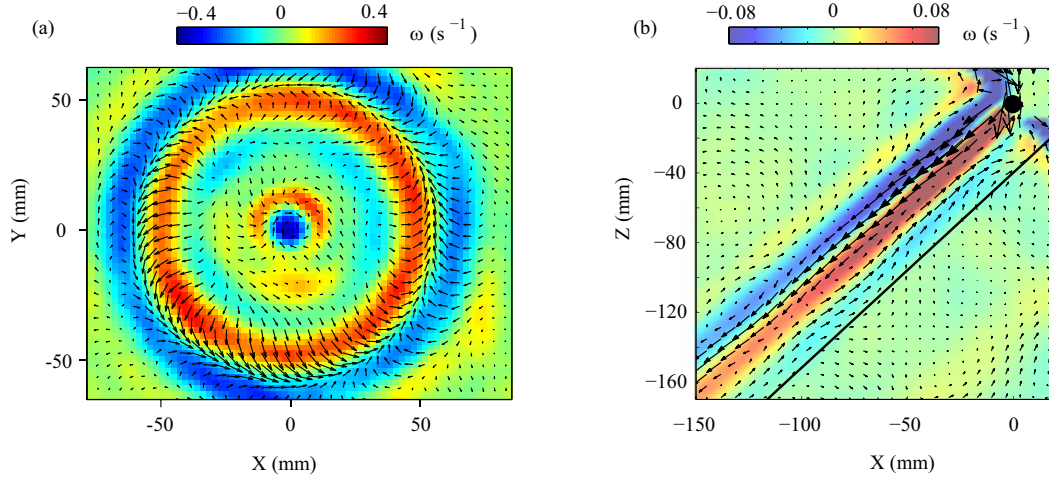 (a)
−0.4 0 0.4 ω (s⁻¹)
Y (mm)
50
0
-50
-50 0 50
X (mm)
(b)
−0.08 0 0.08 ω (s⁻¹)
Z (mm)
0
−40
−80
−120
−160
−150 −100 −50 0
X (mm)